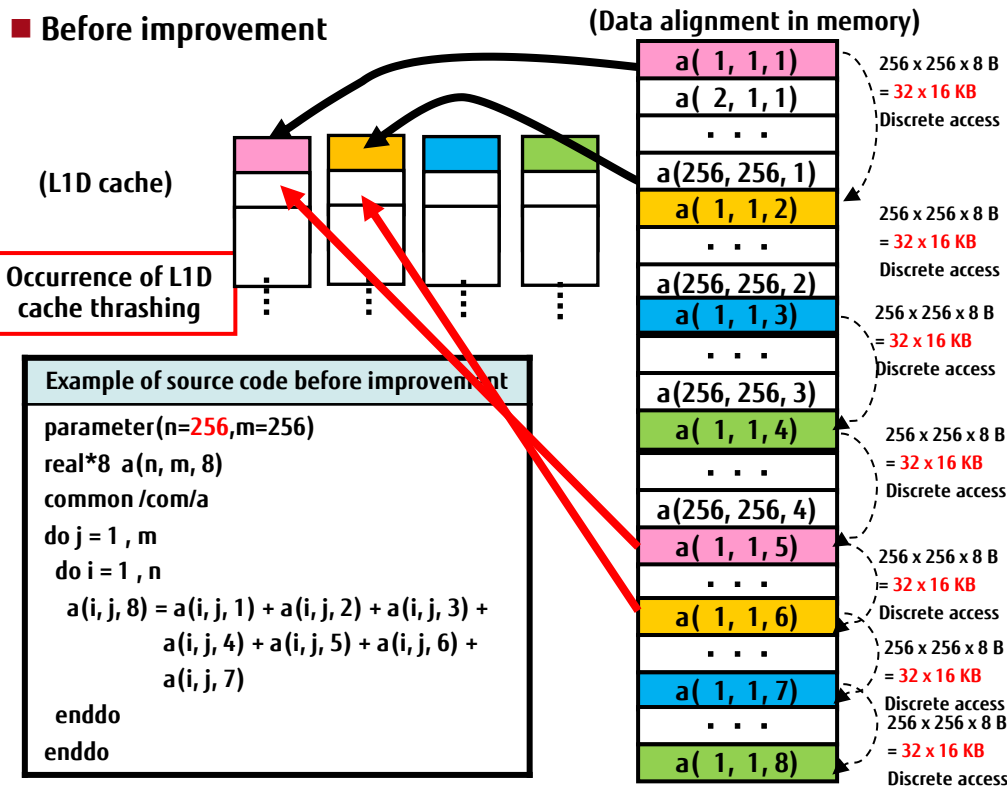 ■ Before improvement
(Data alignment in memory)
(L1D cache)
Occurrence of L1D
cache thrashing
Example of source code before improvement
parameter(n=256,m=256)
real*8 a(n, m, 8)
common /com/a
do j = 1 , m
do i = 1 , n
a(i, j, 8) = a(i, j, 1) + a(i, j, 2) + a(i, j, 3) +
a(i, j, 4) + a(i, j, 5) + a(i, j, 6) +
a(i, j, 7)
enddo
enddo
a( 1, 1, 1)
a( 2, 1, 1)
. . .
a(256, 256, 1)
a( 1, 1, 2)
. . .
a(256, 256, 2)
a( 1, 1, 3)
. . .
a(256, 256, 3)
a( 1, 1, 4)
. . .
a(256, 256, 4)
a( 1, 1, 5)
. . .
a( 1, 1, 6)
. . .
a( 1, 1, 7)
. . .
a( 1, 1, 8)
256 x 256 x 8 B
= 32 x 16 KB
Discrete access
256 x 256 x 8 B
= 32 x 16 KB
Discrete access
256 x 256 x 8 B
= 32 x 16 KB
Discrete access
256 x 256 x 8 B
= 32 x 16 KB
Discrete access
256 x 256 x 8 B
= 32 x 16 KB
Discrete access
256 x 256 x 8 B
= 32 x 16 KB
Discrete access
256 x 256 x 8 B
= 32 x 16 KB
Discrete access